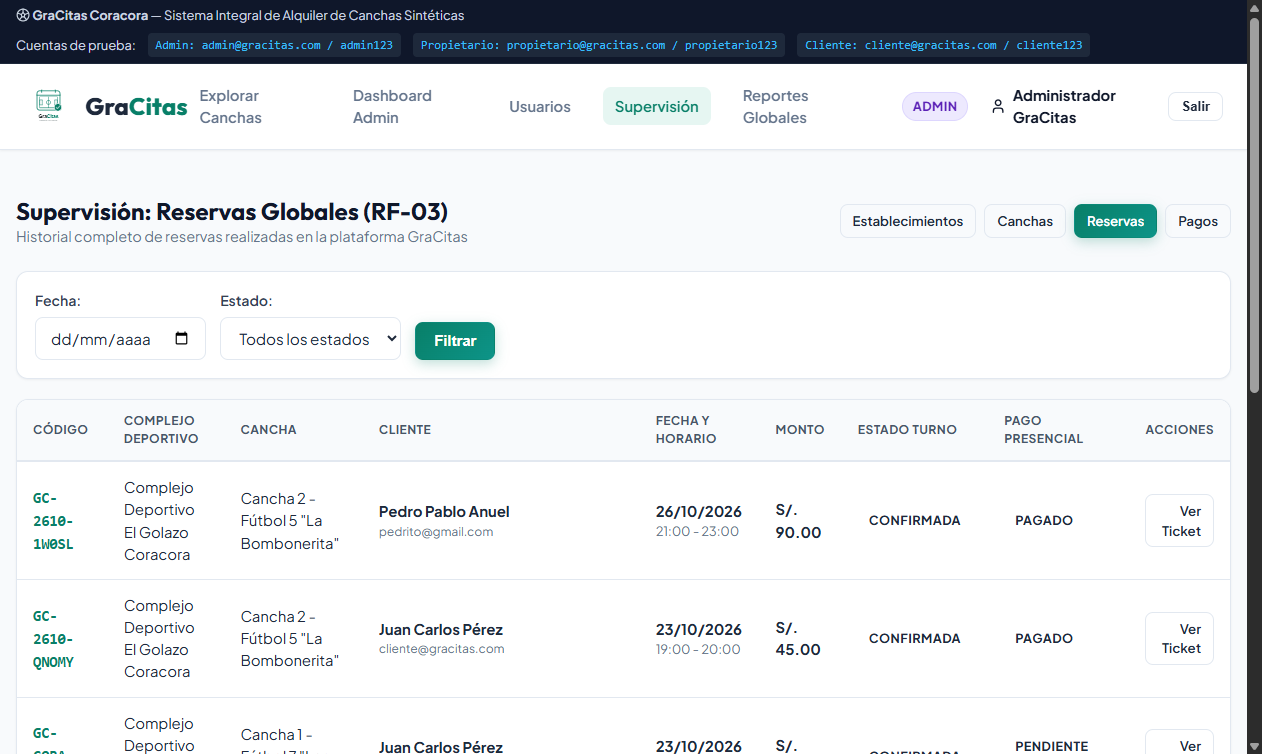 GraCitas Coracora — Sistema Integral de Alquiler de Canchas Sintéticas
Cuentas de prueba: Admin: admin@gracitas.com / admin123 Propietario: propietario@gracitas.com / propietario123 Cliente: cliente@gracitas.com / cliente123
GraCitas
GraCitas
Explorar
Canchas
Dashboard
Admin
Usuarios
Supervisión
Reportes
Globales
ADMIN
Administrador
GraCitas
Salir
Supervisión: Reservas Globales (RF-03)
Historial completo de reservas realizadas en la plataforma GraCitas
Establecimientos
Canchas
Reservas
Pagos
Fecha:
dd/mm/aaaa
Estado:
Todos los estados
Filtrar
CÓDIGO
COMPLEJO
DEPORTIVO
CANCHA
CLIENTE
FECHA Y
HORARIO
MONTO
ESTADO TURNO
PAGO
PRESENCIAL
ACCIONES
GC-
2610-
1W0SL
Complejo
Deportivo
El Golazo
Coracora
Cancha 2 -
Fútbol 5 "La
Bombonerita"
Pedro Pablo Anuel
pedrito@gmail.com
26/10/2026
21:00 - 23:00
S/.
90.00
CONFIRMADA
PAGADO
Ver
Ticket
GC-
2610-
QNOMY
Complejo
Deportivo
El Golazo
Coracora
Cancha 2 -
Fútbol 5 "La
Bombonerita"
Juan Carlos Pérez
cliente@gracitas.com
23/10/2026
19:00 - 20:00
S/.
45.00
CONFIRMADA
PAGADO
Ver
Ticket
GC-
Complejo
Deportivo
Cancha 1 -
Juan Carlos Pérez
23/10/2026
S/.
CONFIRMADA
PENDIENTE
Ver